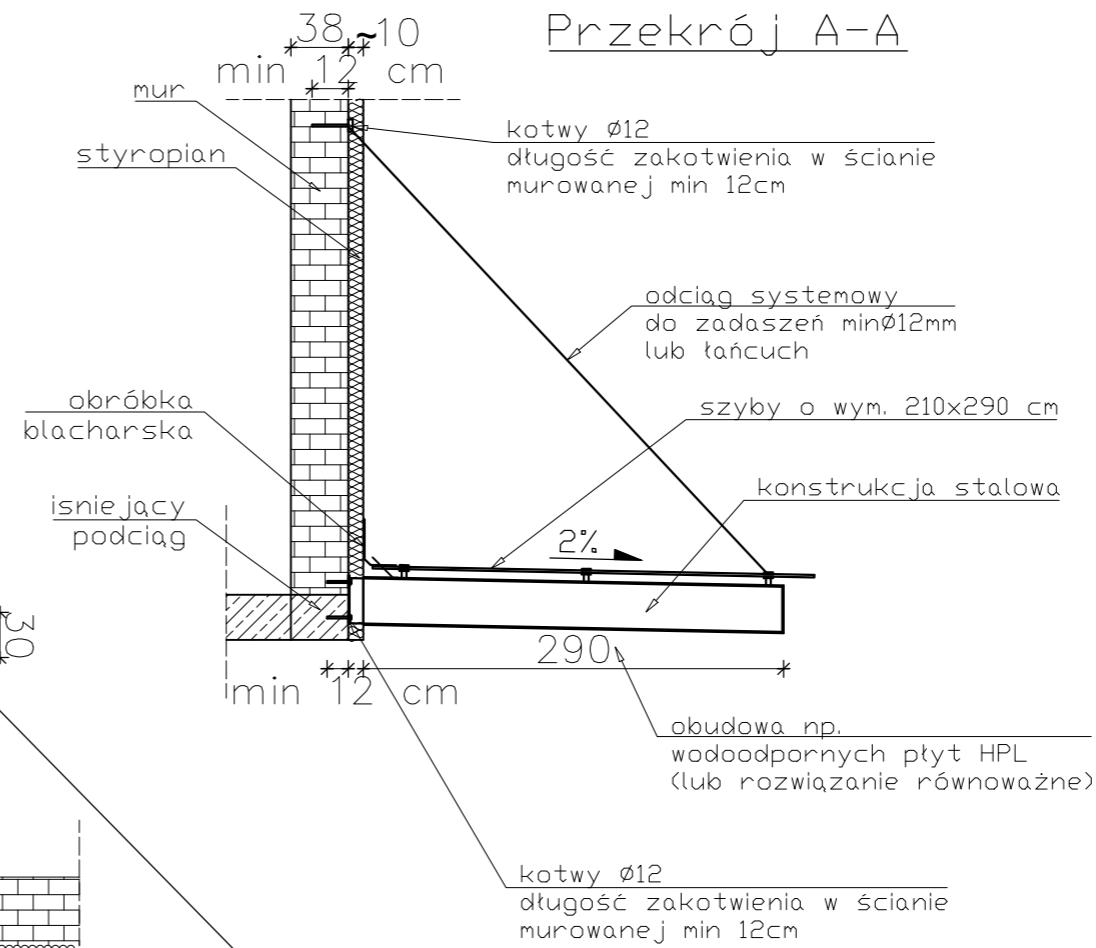 Przekrój A-A
38 ~10
min 12 cm
mur
styropian
kotwy Ø12
długość zakotwienia w ścianie
murowanej min 12cm
odciąg systemowy
do zadaszeń minØ12mm
lub łańcuch
obróbka
blacharska
szyby o wym. 210x290 cm
konstrukcja stalowa
isniejący
podciąg
2%
30
290
min 12 cm
obudowa np.
wodoodpornych płyt HPL
(lub rozwiązanie równoważne)
kotwy Ø12
długość zakotwienia w ścianie
murowanej min 12cm